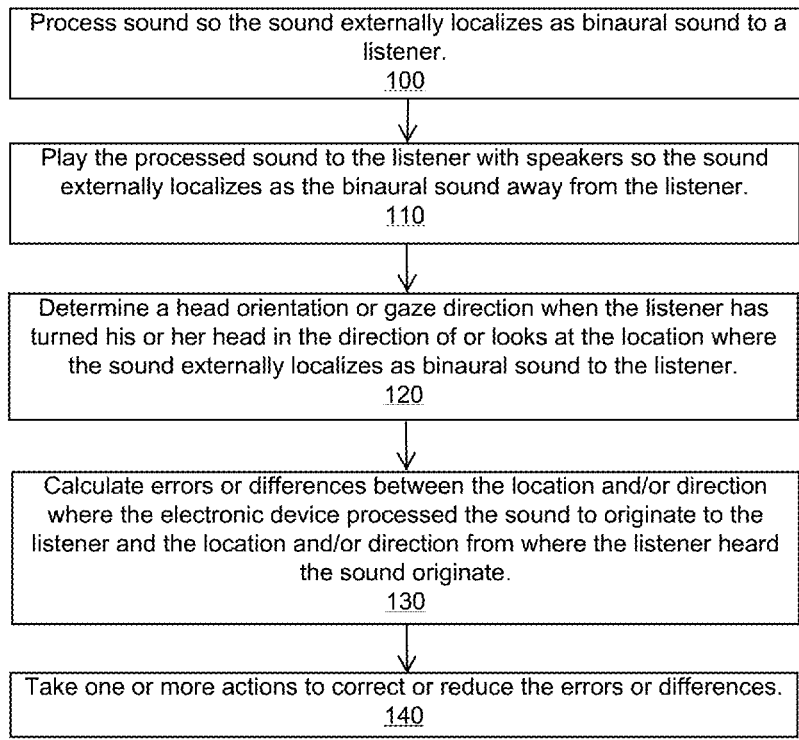 Process sound so the sound externally localizes as binaural sound to a
listener.
100
Play the processed sound to the listener with speakers so the sound
externally localizes as the binaural sound away from the listener.
110
Determine a head orientation or gaze direction when the listener has
turned his or her head in the direction of or looks at the location where
the sound externally localizes as binaural sound to the listener.
120
Calculate errors or differences between the location and/or direction
where the electronic device processed the sound to originate to the
listener and the location and/or direction from where the listener heard
the sound originate.
130
Take one or more actions to correct or reduce the errors or differences.
140